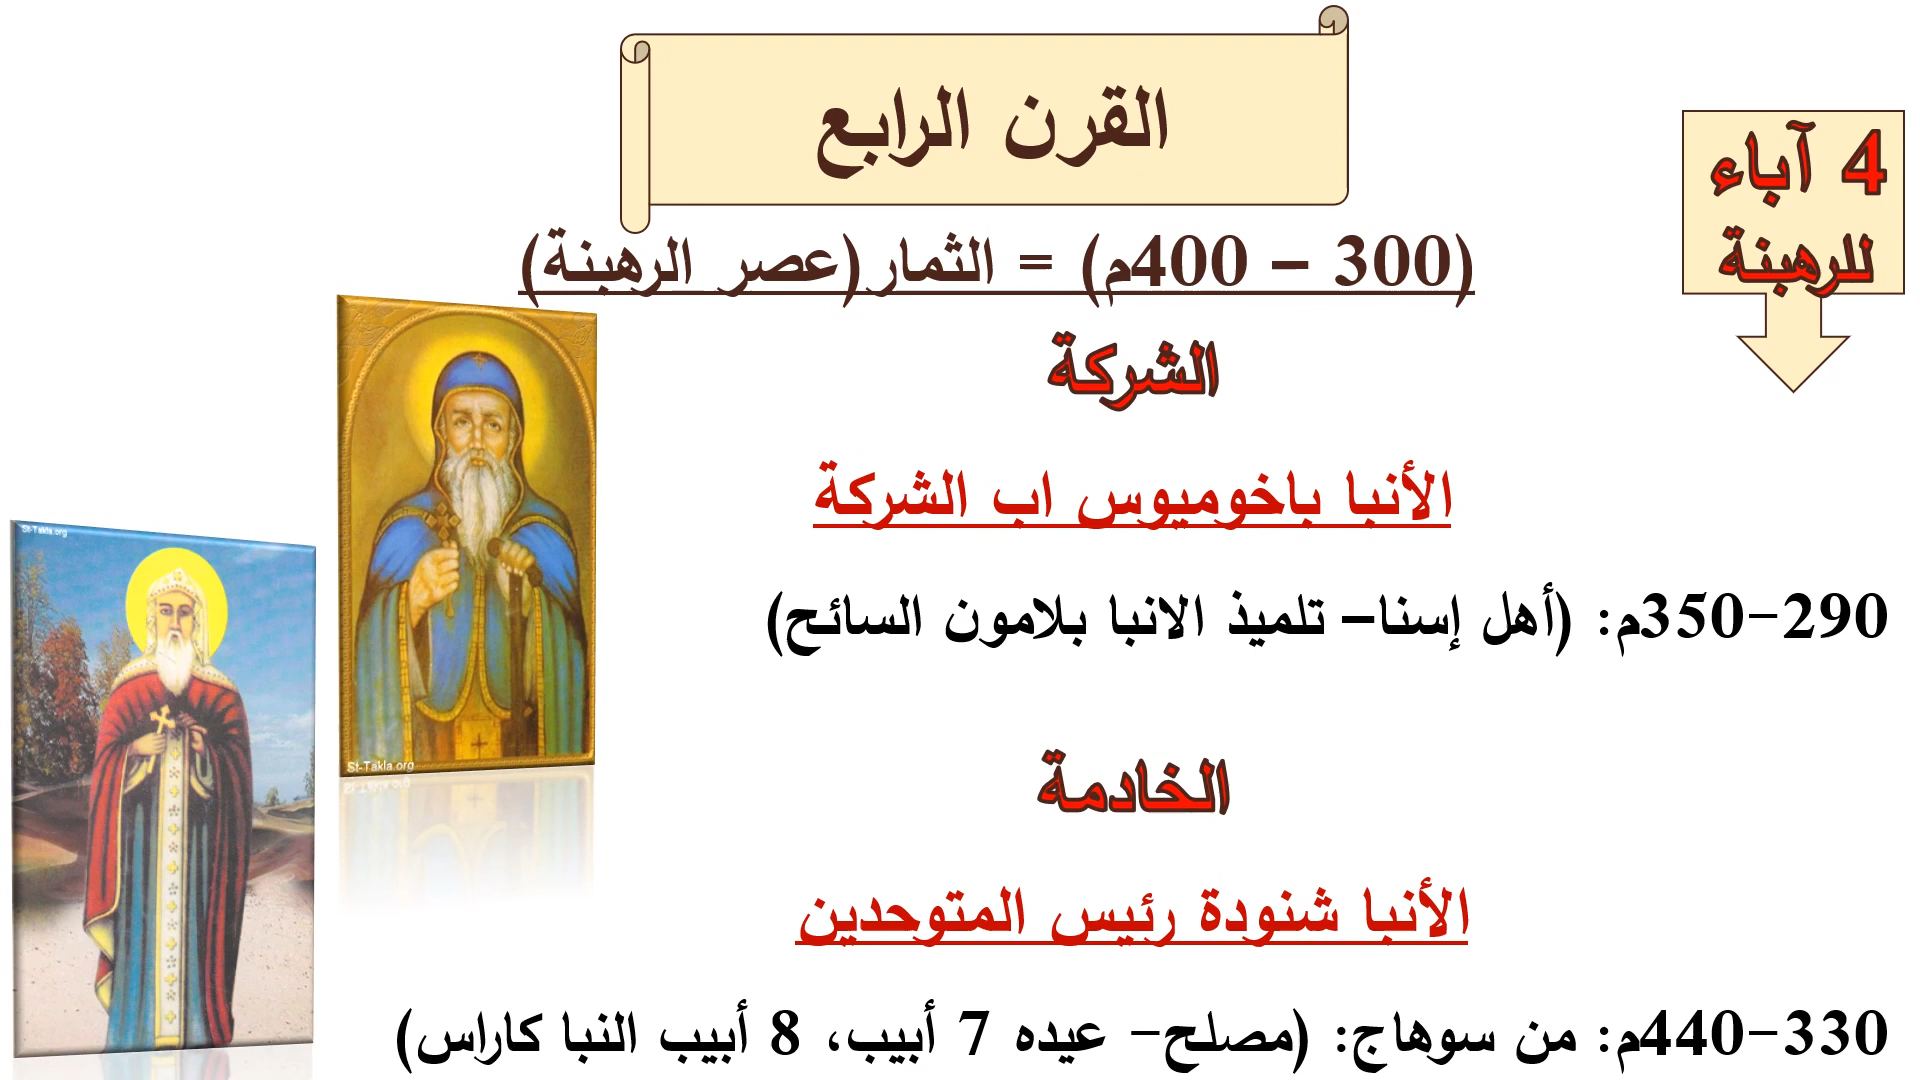 القرن الرابع
4 آباء
للرهبنة
(300 – 400م) = الثمار(عصر الرهبنة)
الشركة
الأنبا باخوميوس اب الشركة
290-350م: (أهل إسنا– تلميذ الانبا بلامون السائح)
الخادمة
الأنبا شنودة رئيس المتوحدين
330-440م: من سوهاج: (مصلح- عيده 7 أبيب، 8 أبيب النبا كاراس)
St-Takla.org
St-Takla.org